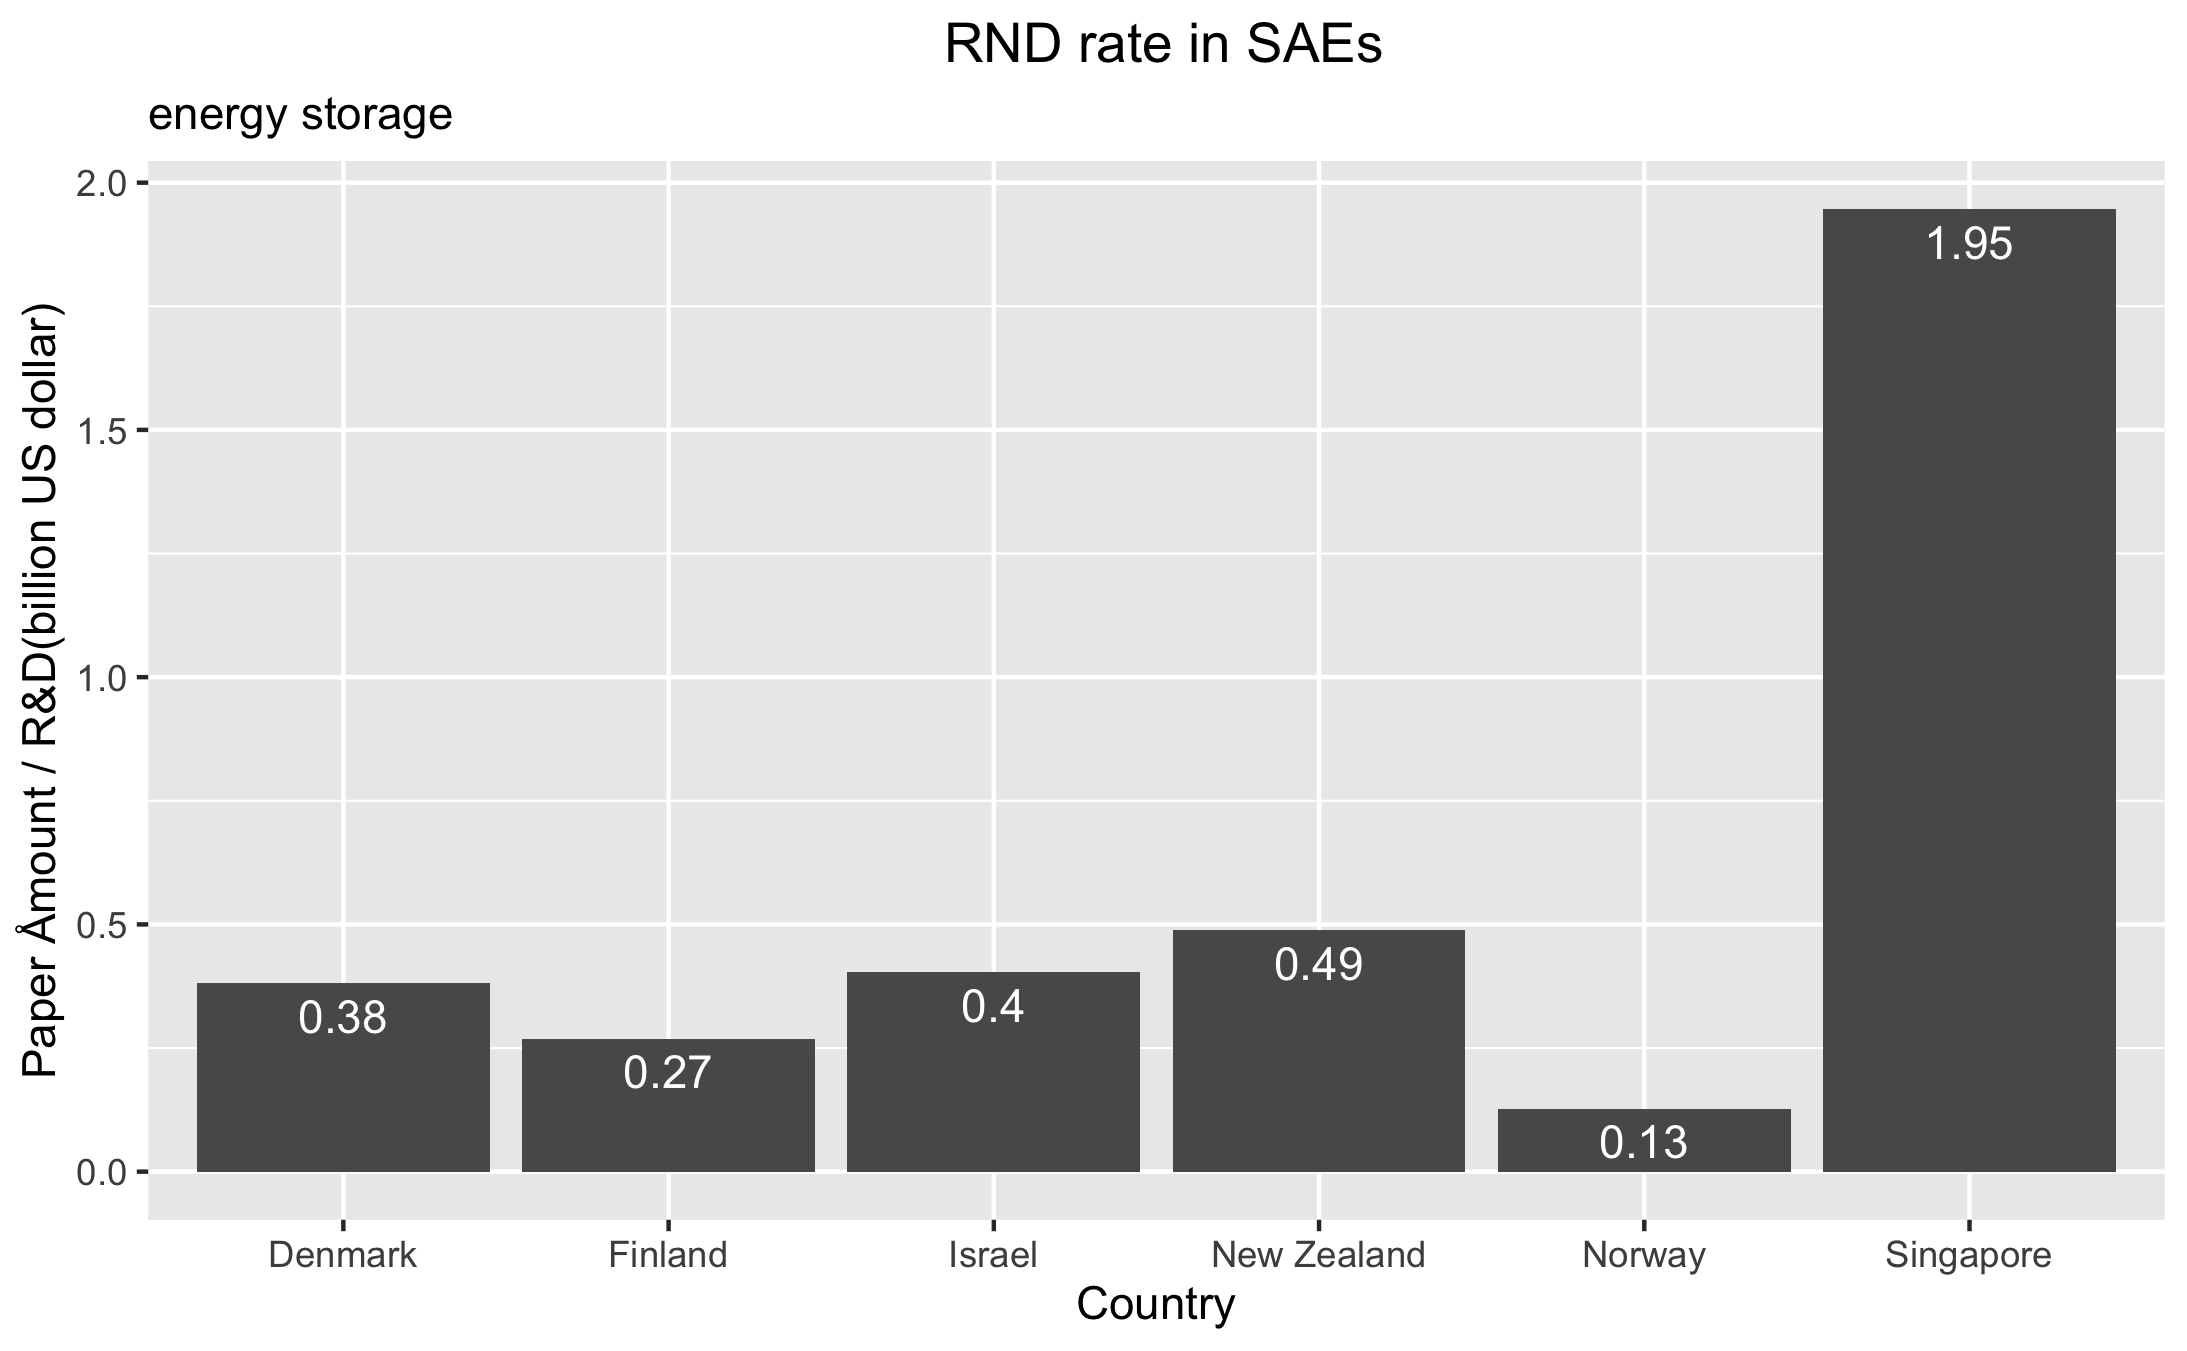 RND rate in SAEs
energy storage
Paper Åmount / R&D(billion US dollar)
2.0
1.5
1.0
0.5
0.0
0.38
0.27
0.4
0.49
0.13
1.95
Denmark
Finland
Israel
New Zealand
Norway
Singapore
Country